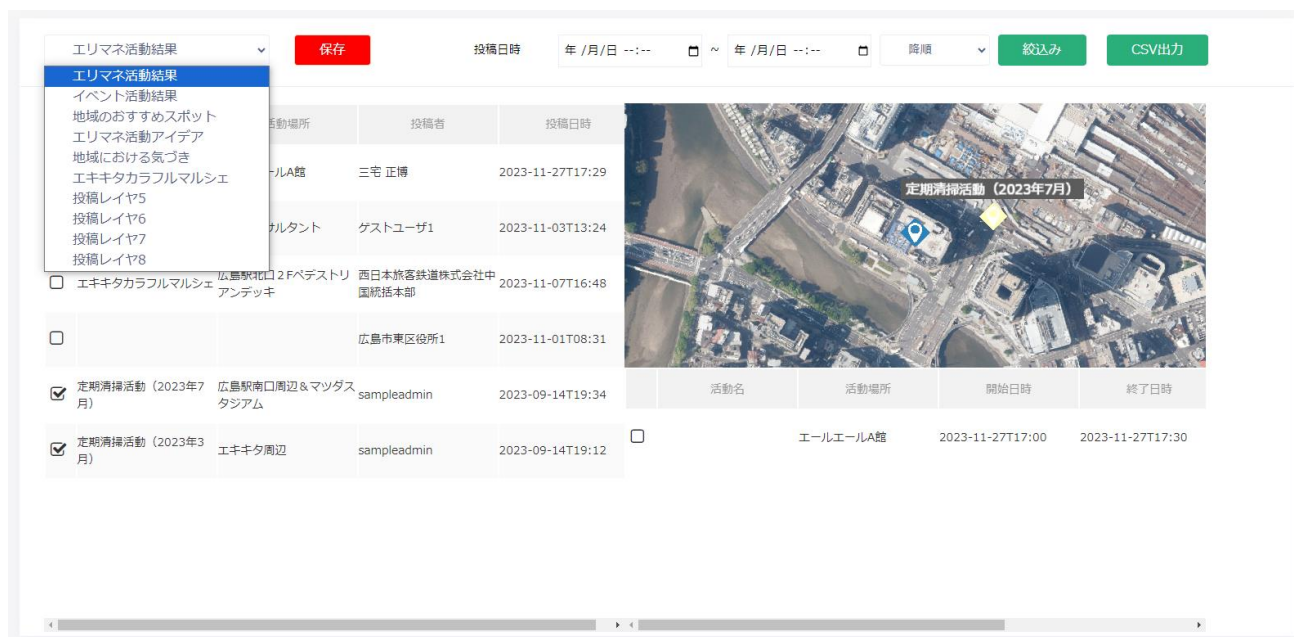 エリマネ活動結果
保存
投稿日時
年 /月/日 --:--
~
年 /月/日 --:--
降順
絞込み
CSV出力
エリマネ活動結果
イベント活動結果
地域のおすすめスポット
エリマネ活動アイデア
地域における気づき
エキキタカラフルマルシェ
投稿レイヤ5
投稿レイヤ6
投稿レイヤ7
投稿レイヤ8
活動場所 投稿者 投稿日時
ールA館 三宅 正博 2023-11-27T17:29
サルタント ゲストユーザ1 2023-11-03T13:24
エキキタカラフルマルシェ
広島駅北口2Fペデストリ
アンデッキ
西日本旅客鉄道株式会社中
国統括本部
2023-11-07T16:48
広島市東区役所1 2023-11-01T08:31
定期清掃活動(2023年7
月)
広島駅南口周辺&マツダス
タジアム
sampleadmin
2023-09-14T19:34
定期清掃活動(2023年3
月)
エキキタ周辺
sampleadmin
2023-09-14T19:12
定期清掃活動(2023年7月)
活動名 活動場所 開始日時 終了日時
エールエールA館 2023-11-27T17:00 2023-11-27T17:30